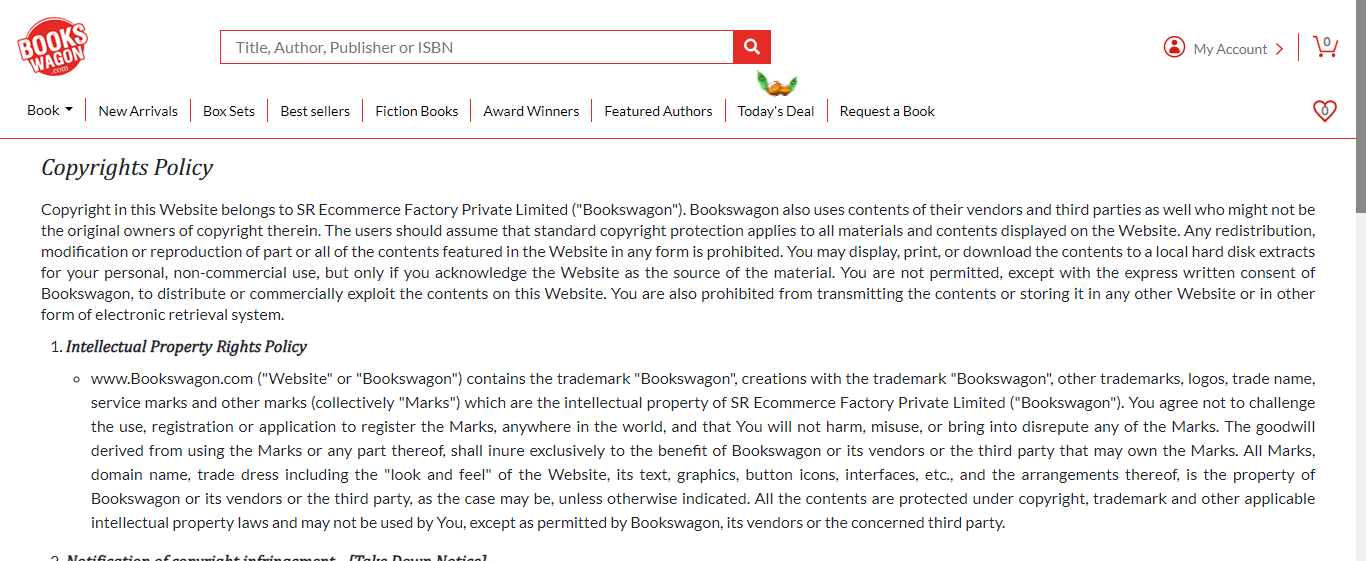 BOOKS
WAGON
.com
Title, Author, Publisher or ISBN
My Account
0
Book
New Arrivals
Box Sets
Best sellers
Fiction Books
Award Winners
Featured Authors
Today's Deal
Request a Book
0
Copyrights Policy
Copyright in this Website belongs to SR Ecommerce Factory Private Limited ("Bookswagon"). Bookswagon also uses contents of their vendors and third parties as well who might not be
the original owners of copyright therein. The users should assume that standard copyright protection applies to all materials and contents displayed on the Website. Any redistribution,
modification or reproduction of part or all of the contents featured in the Website in any form is prohibited. You may display, print, or download the contents to a local hard disk extracts
for your personal, non-commercial use, but only if you acknowledge the Website as the source of the material. You are not permitted, except with the express written consent of
Bookswagon, to distribute or commercially exploit the contents on this Website. You are also prohibited from transmitting the contents or storing it in any other Website or in other
form of electronic retrieval system.
1. Intellectual Property Rights Policy
www.Bookswagon.com ("Website" or "Bookswagon") contains the trademark "Bookswagon", creations with the trademark "Bookswagon", other trademarks, logos, trade name,
service marks and other marks (collectively "Marks") which are the intellectual property of SR Ecommerce Factory Private Limited ("Bookswagon"). You agree not to challenge
the use, registration or application to register the Marks, anywhere in the world, and that You will not harm, misuse, or bring into disrepute any of the Marks. The goodwill
derived from using the Marks or any part thereof, shall inure exclusively to the benefit of Bookswagon or its vendors or the third party that may own the Marks. All Marks,
domain name, trade dress including the "look and feel" of the Website, its text, graphics, button icons, interfaces, etc., and the arrangements thereof, is the property of
Bookswagon or its vendors or the third party, as the case may be, unless otherwise indicated. All the contents are protected under copyright, trademark and other applicable
intellectual property laws and may not be used by You, except as permitted by Bookswagon, its vendors or the concerned third party.
2. Notification of copyright infringement - [Take Down Notice]